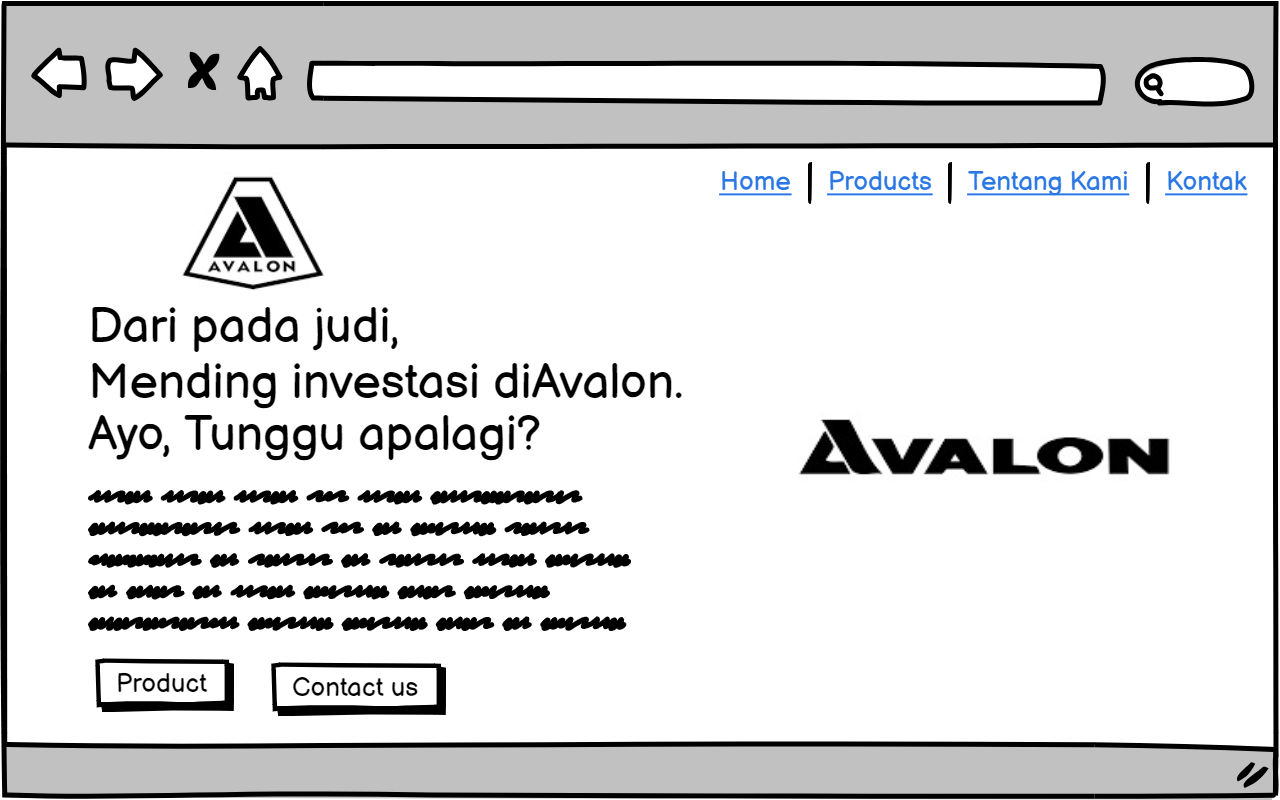 Home Products Tentang Kami Kontak
AVALON
Dari pada judi,
Mending investasi diAvalon.
Ayo, Tunggu apalagi?
AVALON
Product Contact us